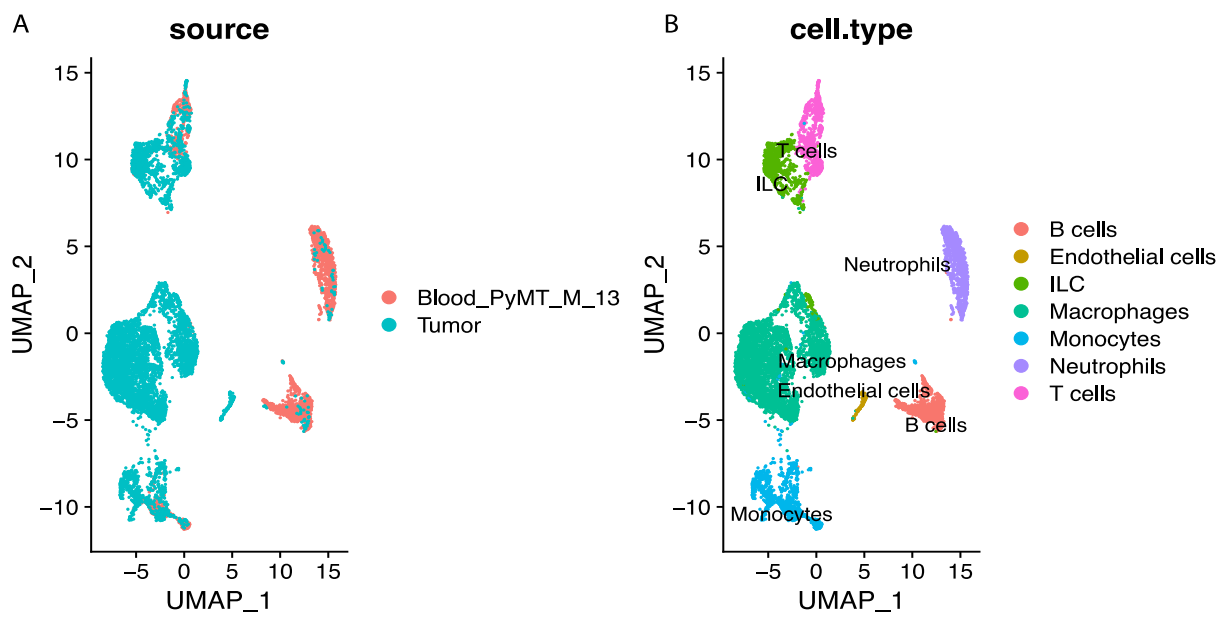 A
source
15
10
5
0
−5
−10
UMAP_2
−5
0
5
10
15
UMAP_1
Blood_PyMT_M_13
Tumor
B
cell.type
15
10
5
0
−5
−10
UMAP_2
−5
0
5
10
15
UMAP_1
T cells
ILC
Neutrophils
Macrophages
Endothelial cells
B cells
Monocytes
B cells
Endothelial cells
ILC
Macrophages
Monocytes
Neutrophils
T cells